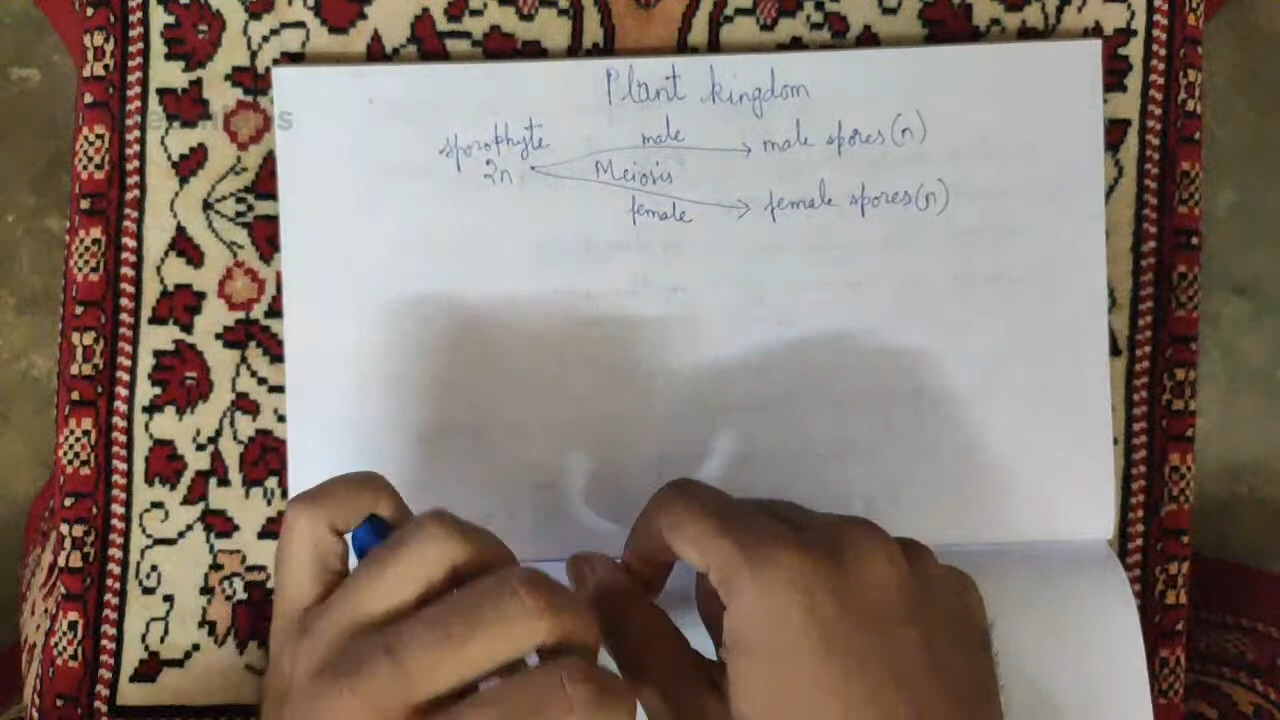 Plant kingdom
sporophyte male male spores (n)
2n Meiosis
female female spores (n)